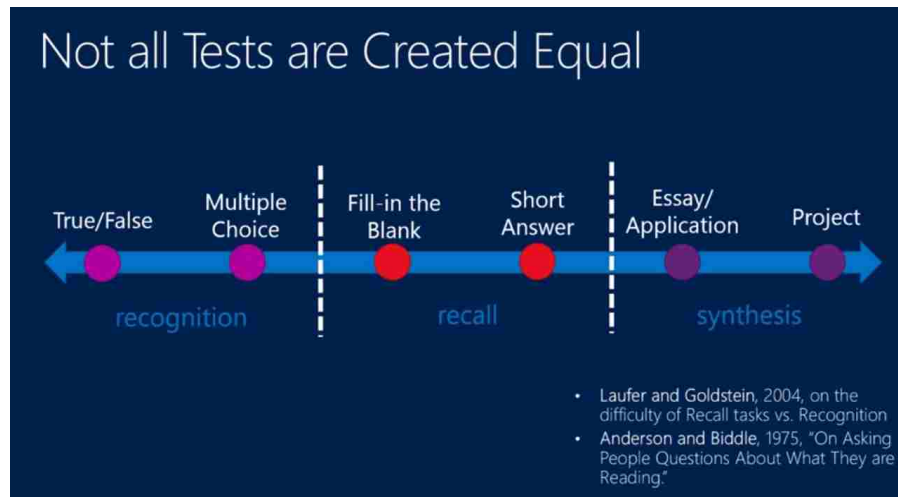 Not all Tests are Created Equal
True/False
Multiple
Choice
Fill-in the
Blank
Short
Answer
Essay/
Application
Project
recognition
recall
synthesis
• Laufer and Goldstein, 2004, on the
difficulty of Recall tasks vs. Recognition
• Anderson and Biddle, 1975, “On Asking
People Questions About What They are
Reading.”